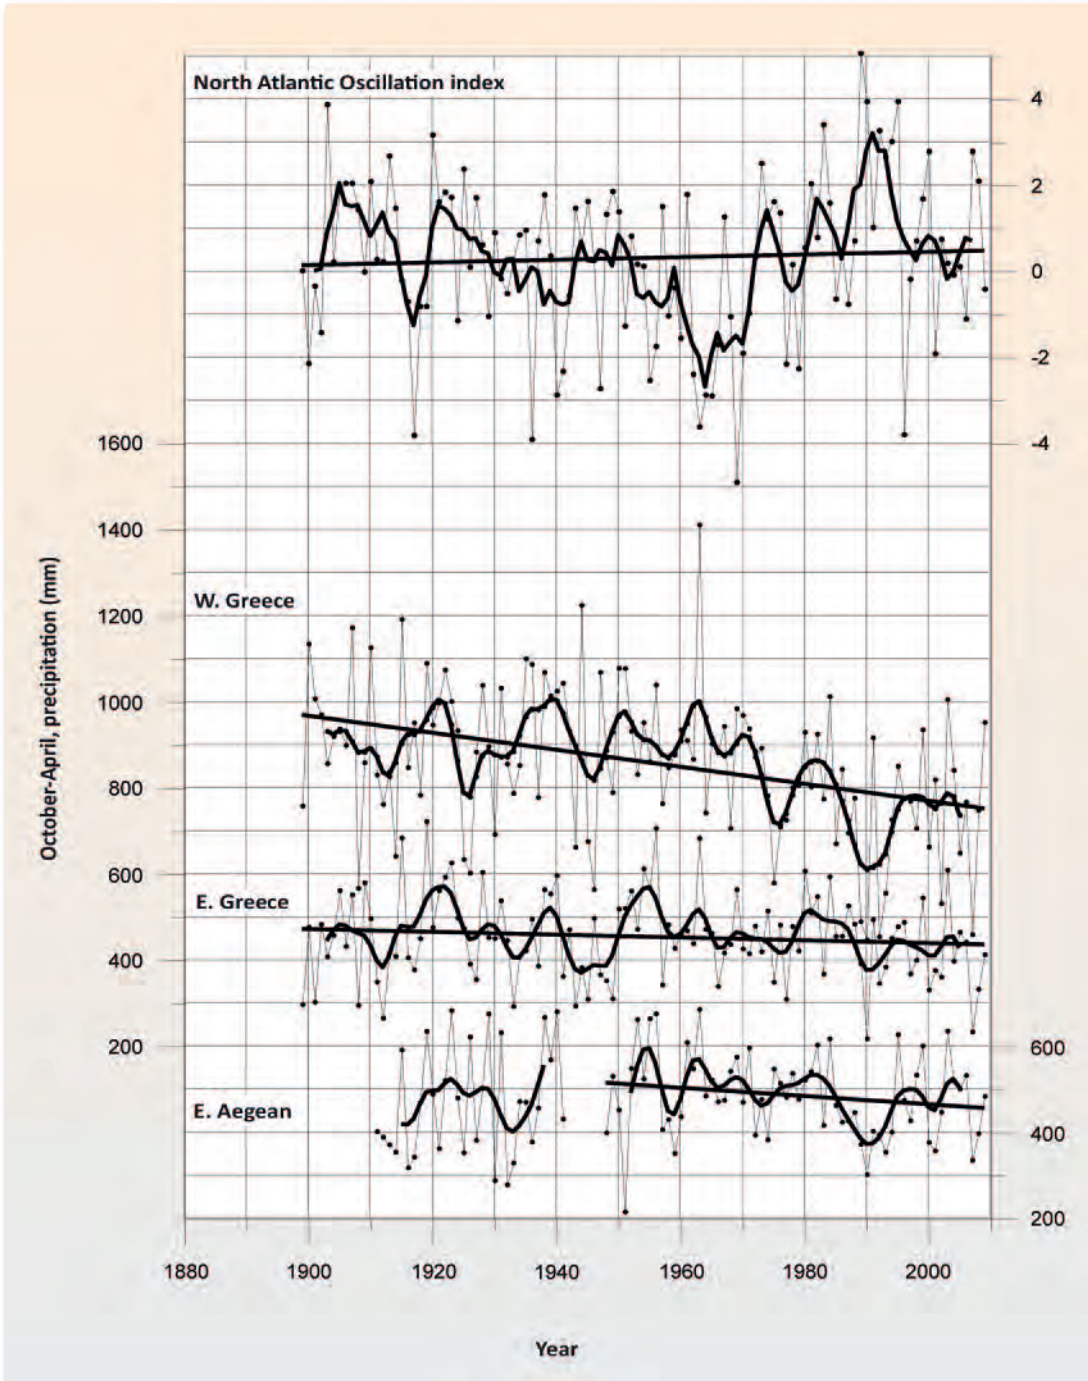 North Atlantic Oscillation index
4
2
0
-2
-4
1600
1400
1200
1000
800
600
400
200
October-April, precipitation (mm)
W. Greece
E. Greece
E. Aegean
600
400
200
1880 1900 1920 1940 1960 1980 2000
Year